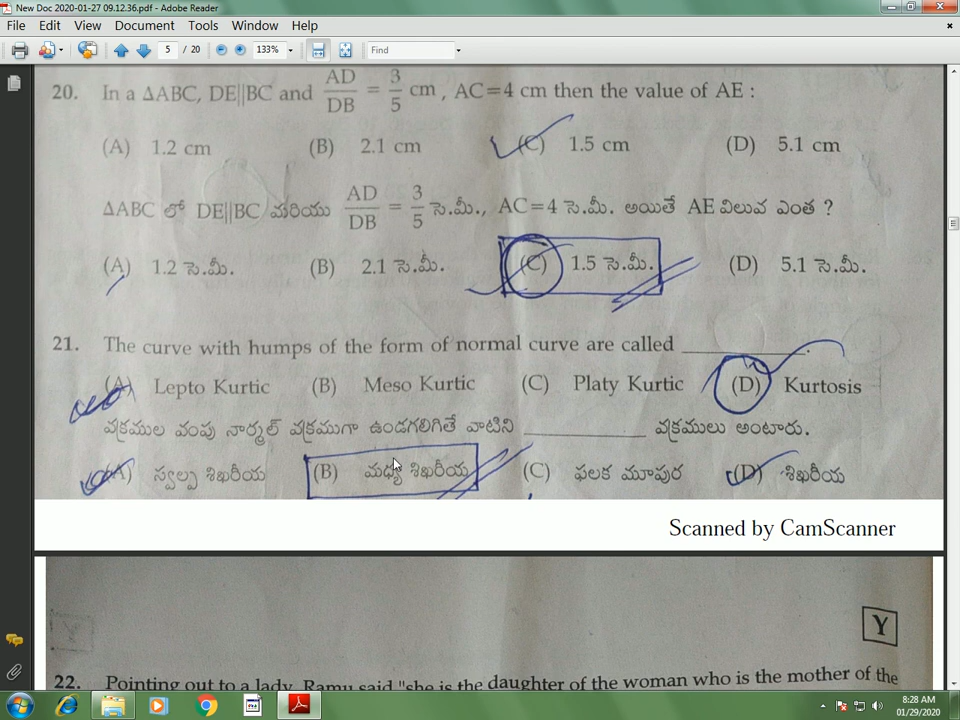 New Doc 2020-01-27 09.12.36.pdf - Adobe Reader
File Edit View Document Tools Window Help
5 / 20 133% Find
20. In a ΔABC, DE||BC and AD/DB = 3/5 cm, AC=4 cm then the value of AE :
(A) 1.2 cm (B) 2.1 cm (C) 1.5 cm (D) 5.1 cm
ΔABC లో DE||BC మరియు AD/DB = 3/5 సె.మీ., AC=4 సె.మీ. అయితే AE విలువ ఎంత ?
(A) 1.2 సె.మీ. (B) 2.1 సె.మీ. (C) 1.5 సె.మీ. (D) 5.1 సె.మీ.
21. The curve with humps of the form of normal curve are called ____________.
(A) Lepto Kurtic (B) Meso Kurtic (C) Platy Kurtic (D) Kurtosis
వక్రముల వంపు నార్మల్ వక్రముగా ఉండగలిగితే వాటిని ____________ వక్రములు అంటారు.
(A) స్వల్ప శిఖరీయ (B) మధ్య శిఖరీయ (C) ఫలక మూపుర (D) శిఖరీయ
Scanned by CamScanner
Y
22. Pointing out to a lady, Ramu said "she is the daughter of the woman who is the mother of the
8:28 AM
01/29/2020